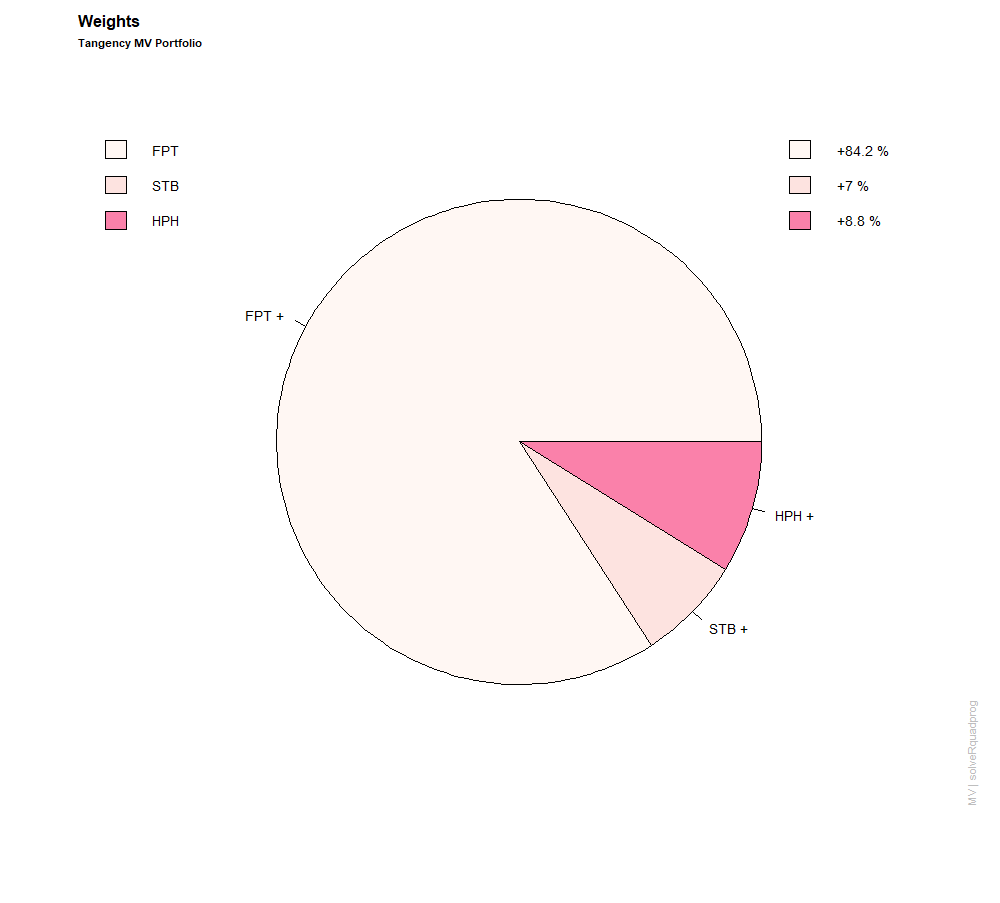 Weights
Tangency MV Portfolio
FPT
+84.2 %
STB
+7 %
HPH
+8.8 %
FPT +
HPH +
STB +
MV | solveRquadprog